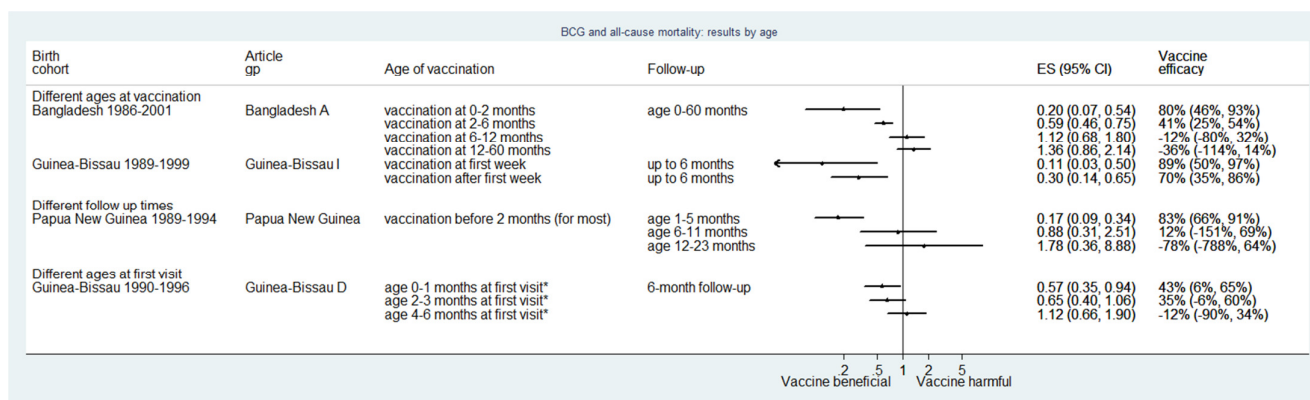 BCG and all-cause mortality: results by age
Birth cohort Article gp Age of vaccination Follow-up ES (95% CI) Vaccine efficacy
Different ages at vaccination
Bangladesh 1986-2001 Bangladesh A vaccination at 0-2 months age 0-60 months 0.20 (0.07, 0.54) 80% (46%, 93%)
vaccination at 2-6 months 0.59 (0.46, 0.75) 41% (25%, 54%)
vaccination at 6-12 months 1.12 (0.68, 1.80) -12% (-80%, 32%)
vaccination at 12-60 months 1.36 (0.86, 2.14) -36% (-114%, 14%)
Guinea-Bissau 1989-1999 Guinea-Bissau I vaccination at first week up to 6 months 0.11 (0.03, 0.50) 89% (50%, 97%)
vaccination after first week up to 6 months 0.30 (0.14, 0.65) 70% (35%, 86%)
Different follow up times
Papua New Guinea 1989-1994 Papua New Guinea vaccination before 2 months (for most) age 1-5 months 0.17 (0.09, 0.34) 83% (66%, 91%)
age 6-11 months 0.88 (0.31, 2.51) 12% (-151%, 69%)
age 12-23 months 1.78 (0.36, 8.88) -78% (-788%, 64%)
Different ages at first visit
Guinea-Bissau 1990-1996 Guinea-Bissau D age 0-1 months at first visit* 6-month follow-up 0.57 (0.35, 0.94) 43% (6%, 65%)
age 2-3 months at first visit* 0.65 (0.40, 1.06) 35% (-6%, 60%)
age 4-6 months at first visit* 1.12 (0.66, 1.90) -12% (-90%, 34%)
.2 .5 1 2 5
Vaccine beneficial Vaccine harmful